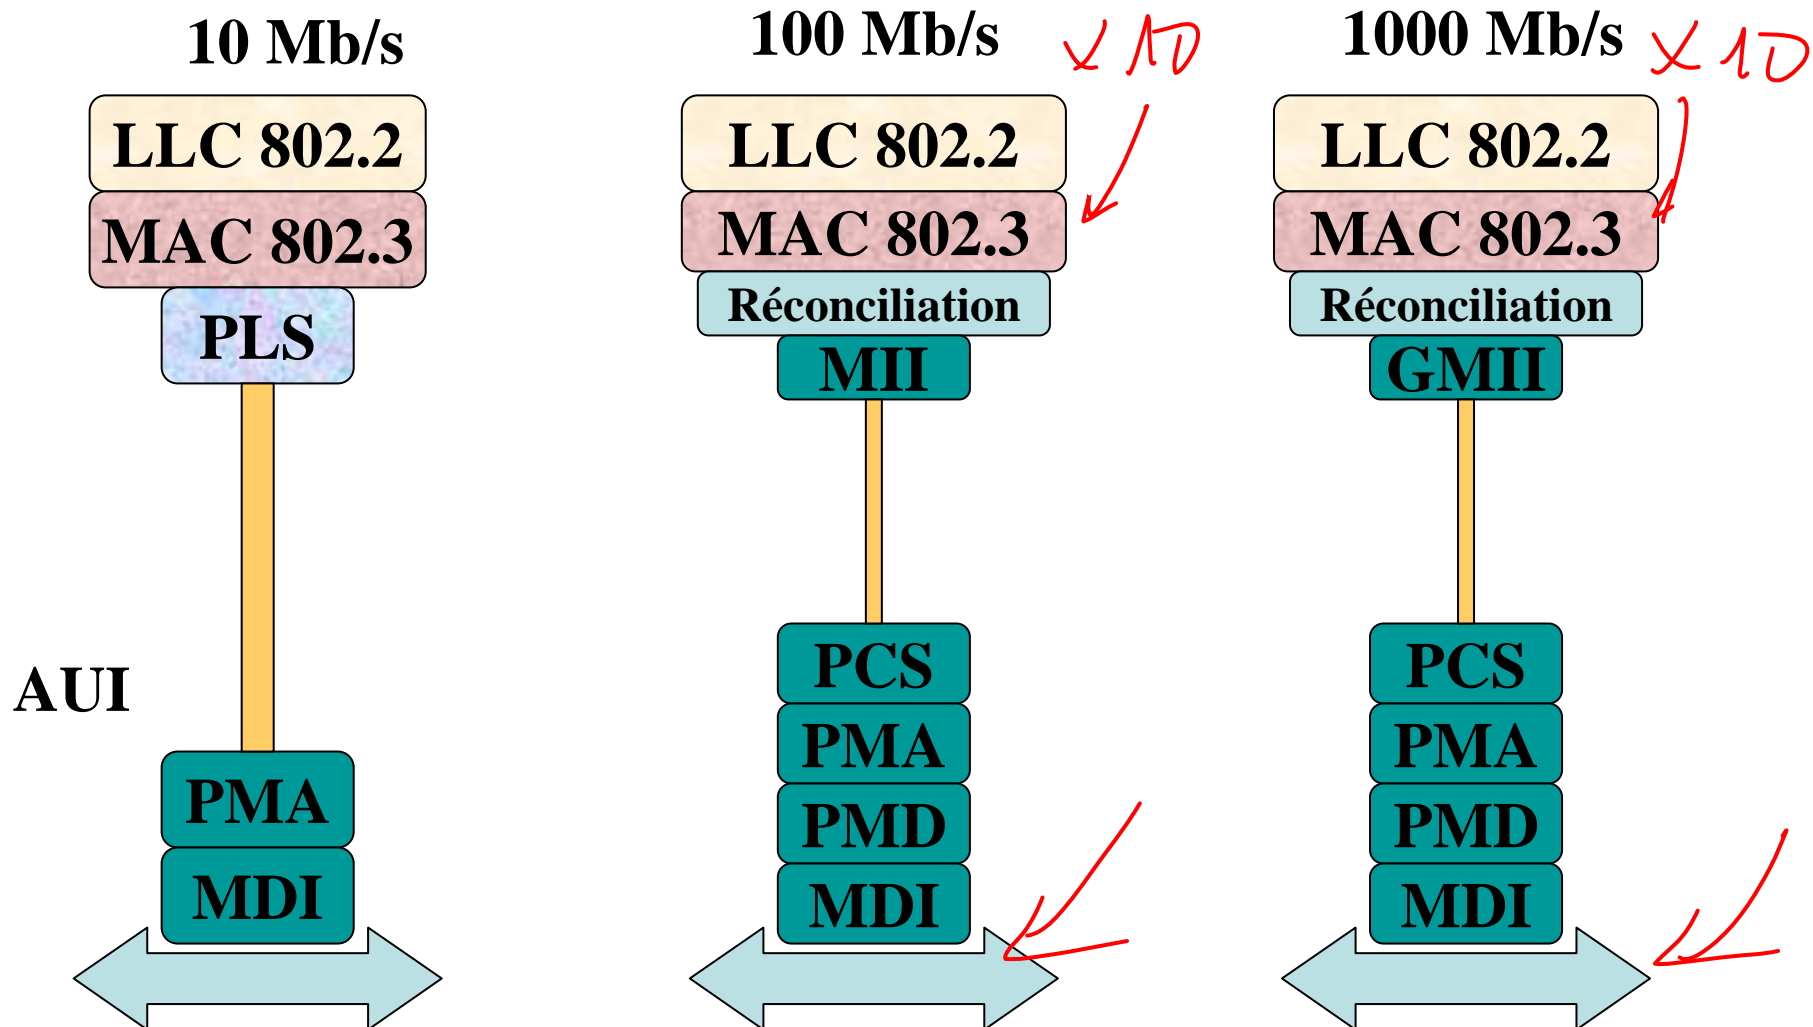 10 Mb/s
LLC 802.2
MAC 802.3
PLS
AUI
PMA
MDI
100 Mb/s x10
LLC 802.2
MAC 802.3
Réconciliation
MII
PCS
PMA
PMD
MDI
1000 Mb/s x10
LLC 802.2
MAC 802.3
Réconciliation
GMII
PCS
PMA
PMD
MDI